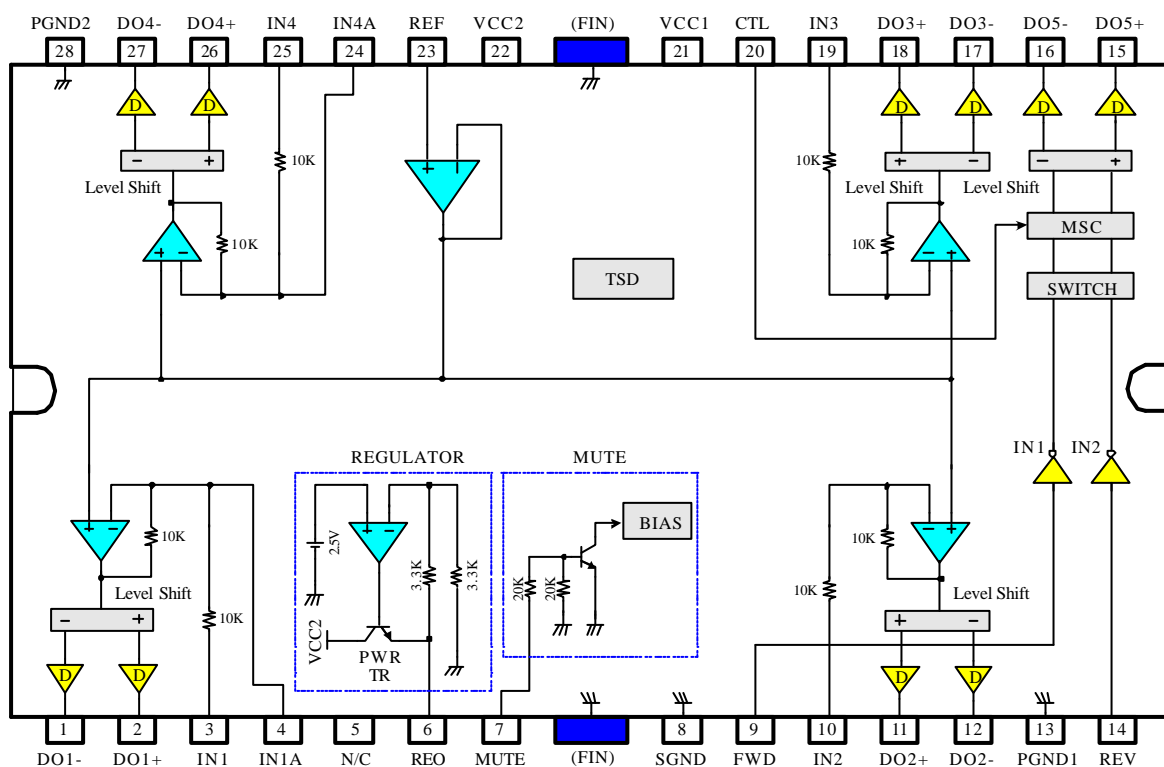 PGND2 DO4- DO4+ IN4 IN4A REF VCC2 (FIN) VCC1 CTL IN3 DO3+ DO3- DO5- DO5+
28 27 26 25 24 23 22 21 20 19 18 17 16 15
D D D D D D
10K + - 10K
- + + - - +
Level Shift Level Shift Level Shift
MSC
10K 10K
+ - - +
TSD SWITCH
REGULATOR MUTE IN1 IN2
+ - + - BIAS - +
10K 2.5V 3.3K 3.3K 20K 20K 10K
10K
Level Shift 10K Level Shift
- + + -
VCC2 PWR
TR
D D D D
1 2 3 4 5 6 7 8 9 10 11 12 13 14
DO1- DO1+ IN1 IN1A N/C REO MUTE (FIN) SGND FWD IN2 DO2+ DO2- PGND1 REV